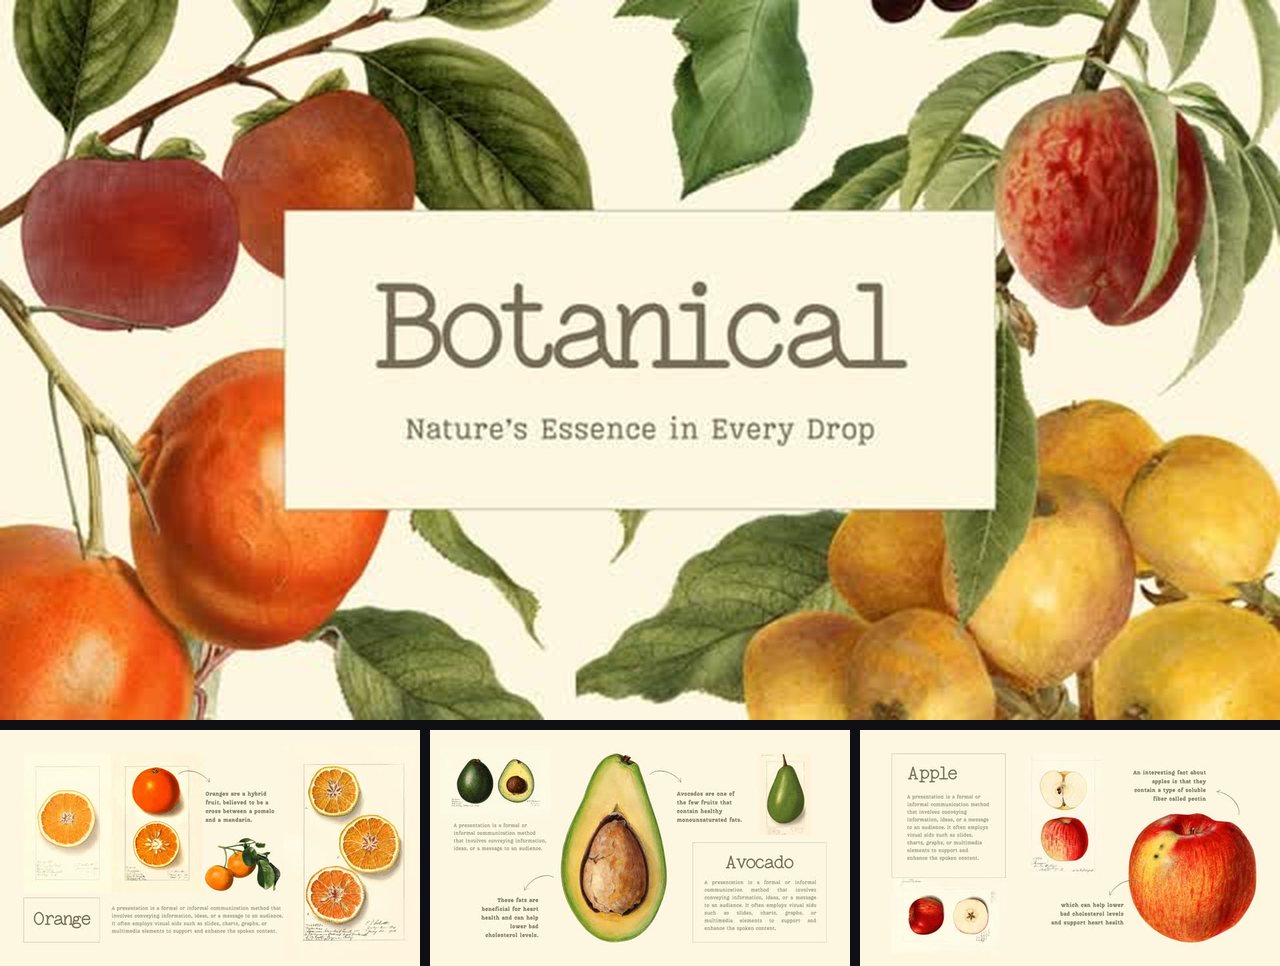 Botanical
Nature's Essence in Every Drop
Oranges are a hybrid
fruit, believed to be a
cross between a pomelo
and a mandarin.
Orange
A presentation is a formal or informal communication method that
involves conveying information, ideas, or a message to an audience.
It often employs visual aids such as slides, charts, graphs, or
multimedia elements to support and enhance the spoken content.
A presentation is a formal or
informal communication method
that involves conveying information,
ideas, or a message to an audience.
These fats are
beneficial for heart
health and can help
lower bad
cholesterol levels.
Avocados are one of
the few fruits that
contain healthy
monounsaturated fats.
Avocado
A presentation is a formal or informal
communication method that involves
conveying information, ideas, or a
message to an audience. It often employs
visual aids such as slides, charts, graphs, or
multimedia elements to support and
enhance the spoken content.
Apple
A presentation is a formal or
informal communication method
that involves conveying
information, ideas, or a message
to an audience. It often employs
visual aids such as slides,
charts, graphs, or multimedia
elements to support and
enhance the spoken content.
An interesting fact about
apples is that they
contain a type of soluble
fiber called pectin
which can help lower
bad cholesterol levels
and support heart health